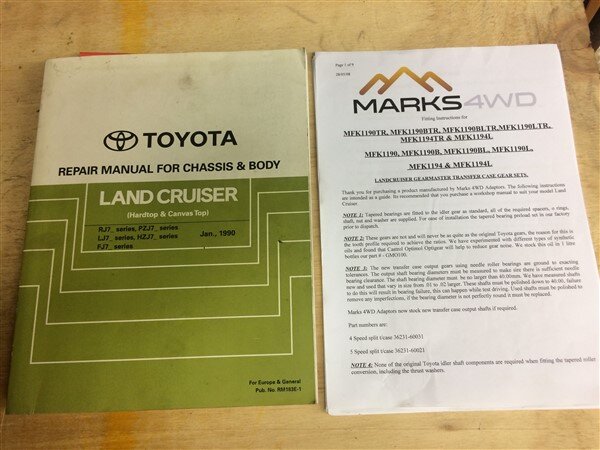 TOYOTA
REPAIR MANUAL FOR CHASSIS & BODY
LAND CRUISER
(Hardtop & Canvas Top)
RJ7_ series, PZJ7_ series
LJ7_ series, HZJ7_ series
FJ7_ series
Jan., 1990
For Europe & General
Pub. No. RM183E-1
Page 1 of 9
28/05/08
MARKS4WD
Fitting Instructions for
MFK1190TR, MFK1190BTR, MFK1190BLTR,MFK1190LTR,
MFK1194TR & MFK1194L
MFK1190, MFK1190B, MFK1190BL, MFK1190L,
MFK1194 & MFK1194L
LANDCRUISER GEARMASTER TRANSFER CASE GEAR SETS.
Thank you for purchasing a product manufactured by Marks 4WD Adaptors. The following instructions
are intended as a guide. Its recommended that you purchase a workshop manual to suit your model Land
Cruiser
NOTE 1: Tapered bearings are fitted to the idler gear as standard, all of the required spacers, o rings,
shaft, nut and washer are supplied. For ease of installation the tapered bearing preload set in our factory
prior to dispatch.
NOTE 2: These gears are not and will never be as quite as the original Toyota gears, the reason for this is
the tooth profile required to achieve the ratios. We have experimented with different types of synthetic
oils and found that Castrol Optimol Optigear will help to reduce gear noise. We stock this oil in 1 litre
bottles our part # - GMO100.
NOTE 3: The new transfer case output gears using needle roller bearings are ground to exacting
tolerances. The output shaft bearing diameters must be measured to make sure there is sufficient needle
bearing clearance. The shaft bearing diameter must be no larger than 40.00mm. We have measured shafts
new and used that vary in size from .01 to .02 larger. These shafts must be polished down to 40.00, failure
to do this will result in bearing failure, this can happen while test driving. Used shafts must be polished to
remove any imperfections, if the bearing diameter is not perfectly round it must be replaced.
Marks 4WD Adaptors now stock new transfer case output shafts if required.
Part numbers are:
4 Speed split t/case 36231-60031
5 Speed split t/case 36231-60021
NOTE 4: None of the original Toyota idler shaft components are required when fitting the tapered roller
conversion, including the thrust washers.